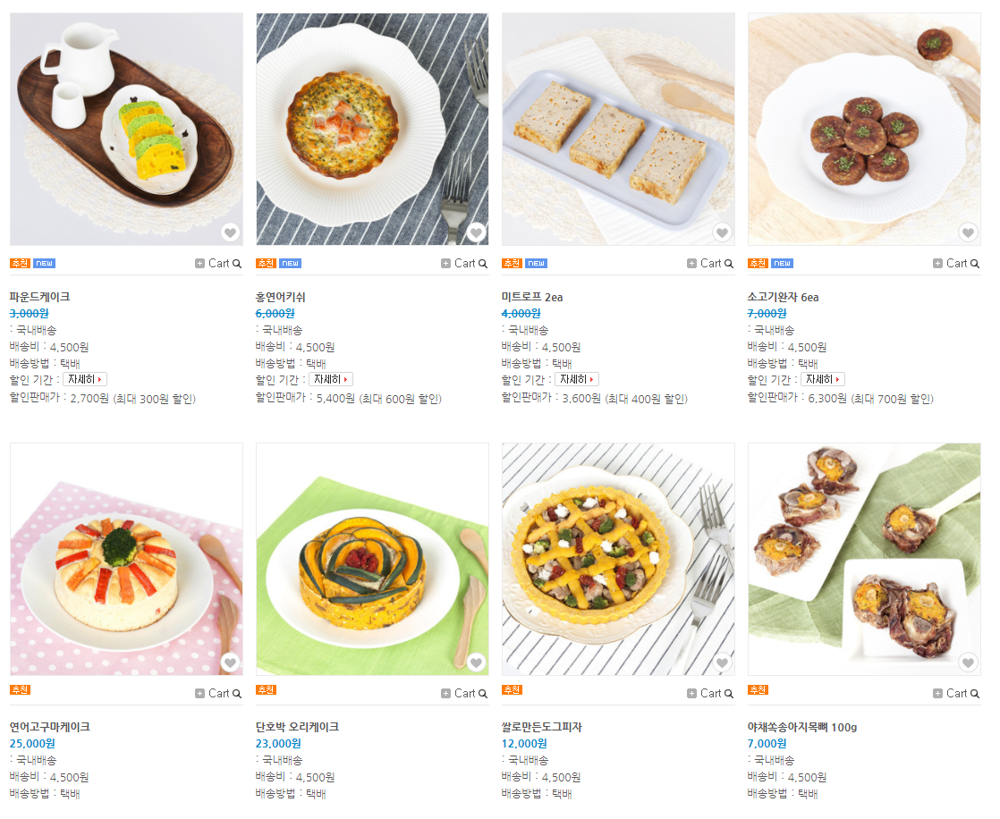 추천 NEW Cart
추천 NEW Cart
추천 NEW Cart
추천 NEW Cart
파운드케이크
3,000원
: 국내배송
배송비 : 4,500원
배송방법 : 택배
할인 기간 : 자세히
할인판매가 : 2,700원 (최대 300원 할인)
홍연어키쉬
6,000원
: 국내배송
배송비 : 4,500원
배송방법 : 택배
할인 기간 : 자세히
할인판매가 : 5,400원 (최대 600원 할인)
미트로프 2ea
4,000원
: 국내배송
배송비 : 4,500원
배송방법 : 택배
할인 기간 : 자세히
할인판매가 : 3,600원 (최대 400원 할인)
소고기완자 6ea
7,000원
: 국내배송
배송비 : 4,500원
배송방법 : 택배
할인 기간 : 자세히
할인판매가 : 6,300원 (최대 700원 할인)
추천 Cart
추천 Cart
추천 Cart
추천 Cart
연어고구마케이크
25,000원
: 국내배송
배송비 : 4,500원
배송방법 : 택배
단호박 오리케이크
23,000원
: 국내배송
배송비 : 4,500원
배송방법 : 택배
쌀로만든도그피자
12,000원
: 국내배송
배송비 : 4,500원
배송방법 : 택배
야채쏙송아지목뼈 100g
7,000원
: 국내배송
배송비 : 4,500원
배송방법 : 택배